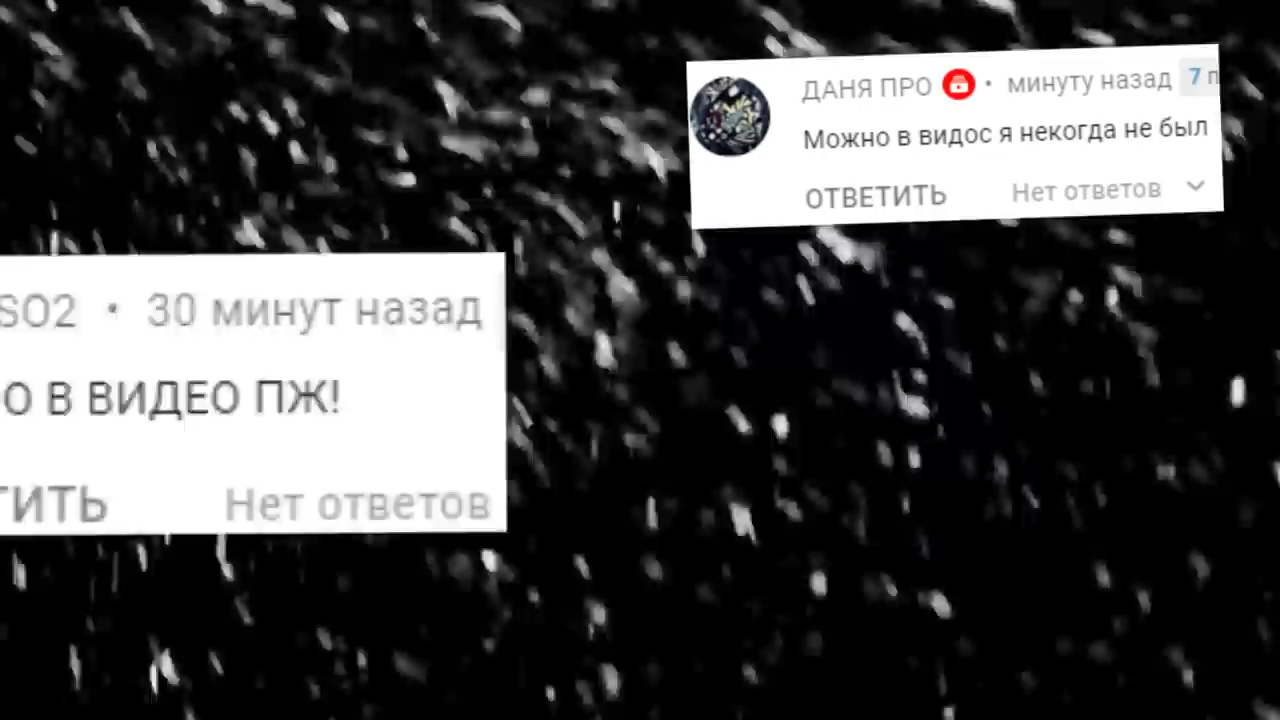 ДАНЯ ПРО • минуту назад 7
Можно в видос я некогда не был
ОТВЕТИТЬ Нет ответов
SO2 • 30 минут назад
О В ВИДЕО ПЖ!
ТИТЬ Нет ответов